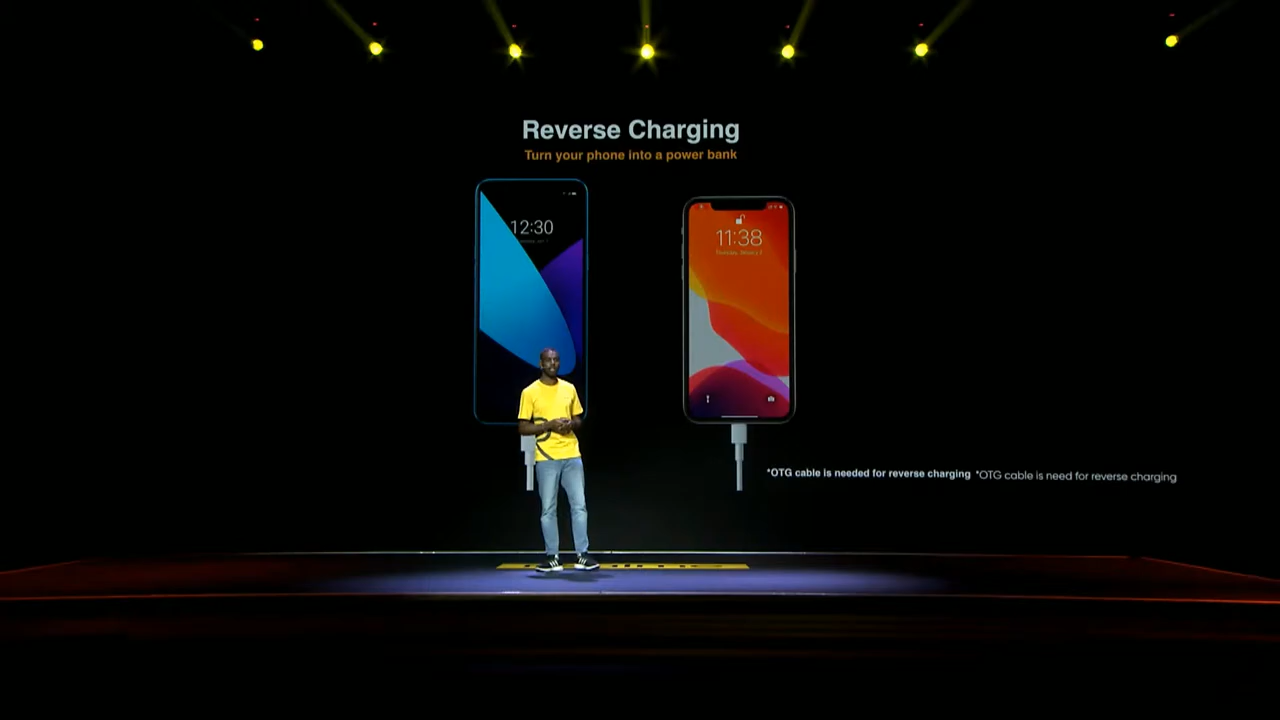 Reverse Charging
Turn your phone into a power bank
12:30
11:38
*OTG cable is needed for reverse charging *OTG cable is need for reverse charging